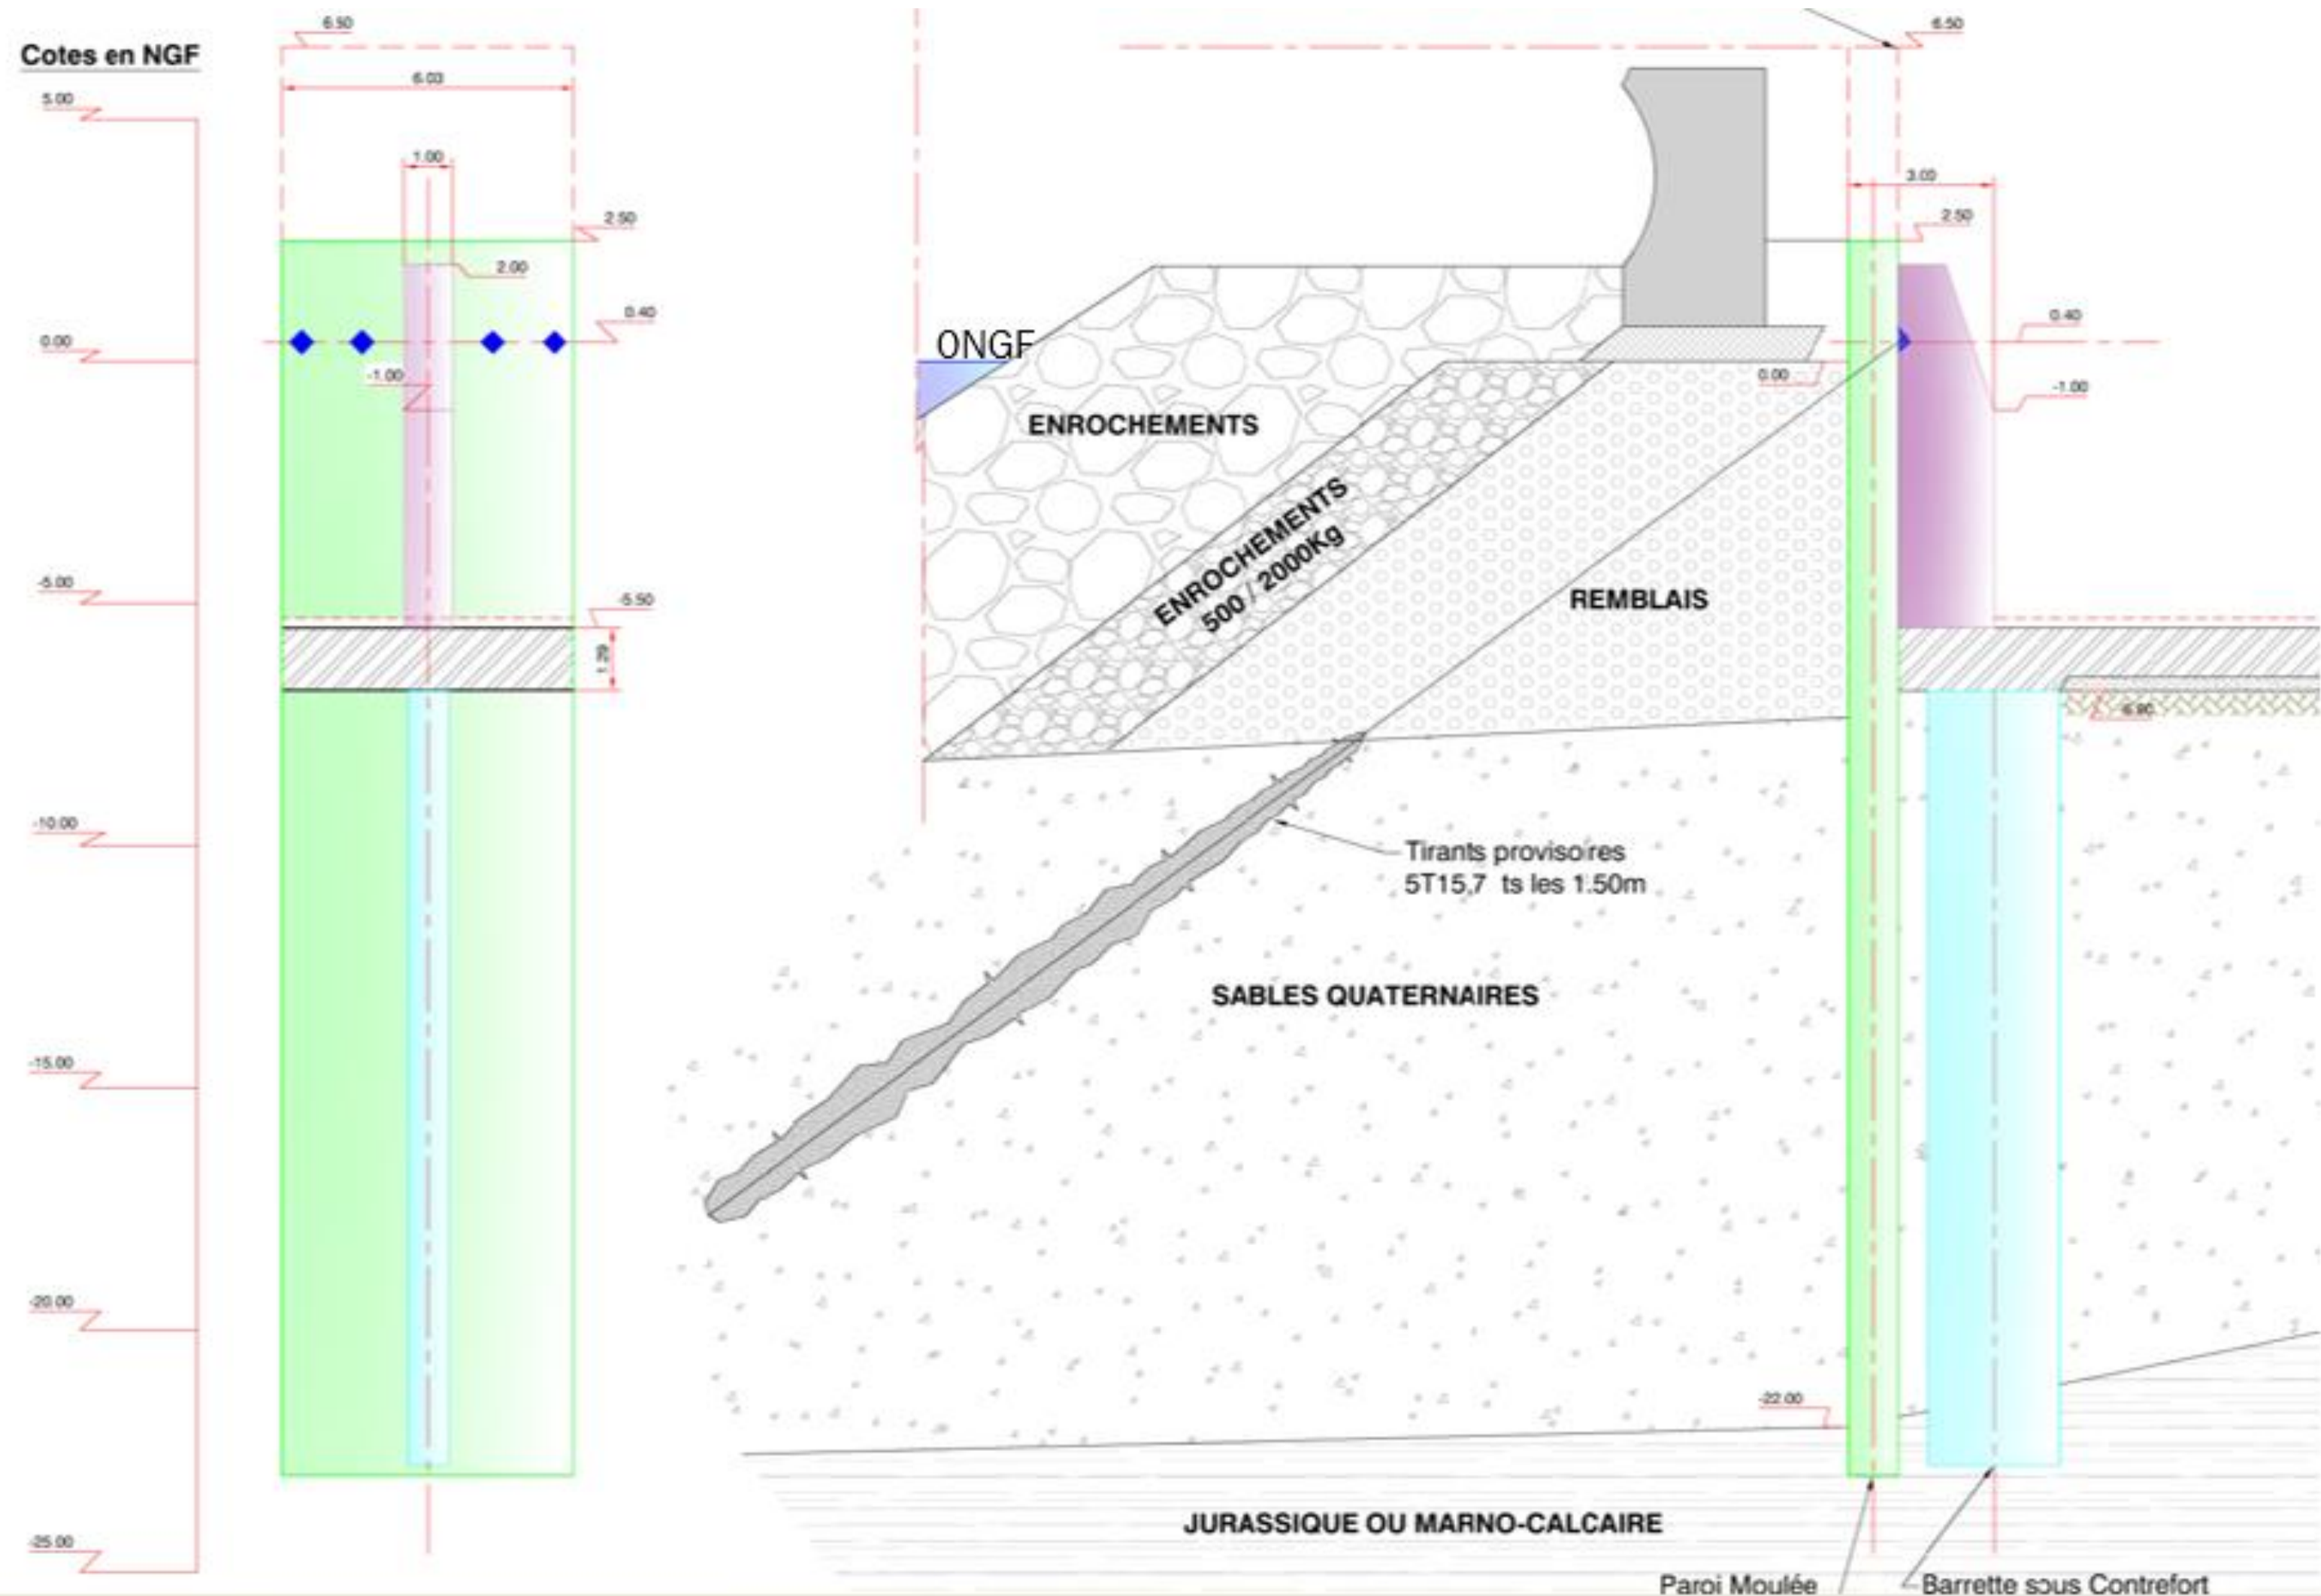 Cotes en NGF
6.50
6.00
5.00
1.00
2.50
2.00
0.40
0.00
-1.00
-5.00
-5.50
-10.00
-15.00
-20.00
-25.00
6.50
3.00
2.50
0NGF
0.40
0.00
-1.00
ENROCHEMENTS
ENROCHEMENTS
500 / 2000Kg
REMBLAIS
Tirants provisoires
5T15,7 ts les 1.50m
SABLES QUATERNAIRES
-22.00
JURASSIQUE OU MARNO-CALCAIRE
Paroi Moulée
Barrette sous Contrefort